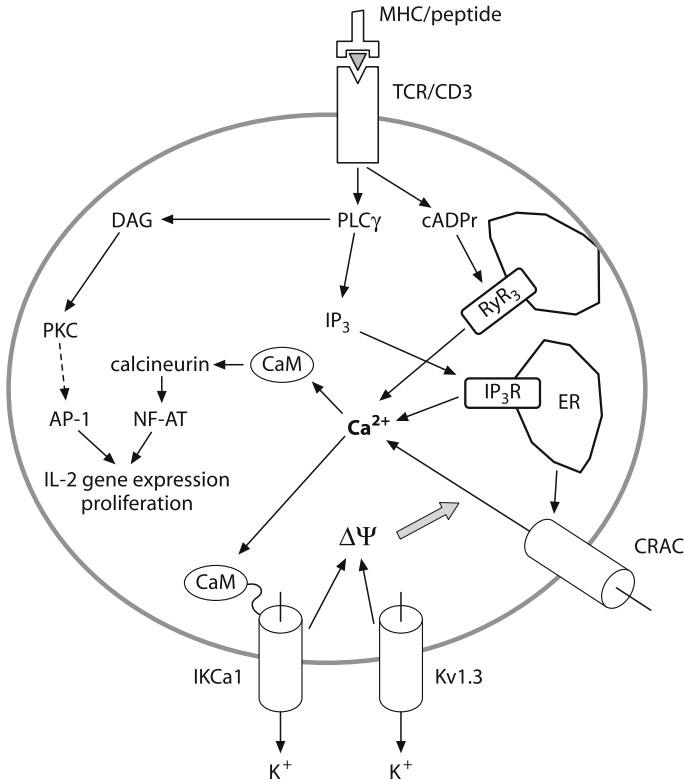 MHC/peptide
TCR/CD3
DAG
PLCγ
cADPr
RyR3
PKC
IP3
calcineurin
CaM
IP3R
ER
AP-1
NF-AT
Ca2+
IL-2 gene expression
proliferation
ΔΨ
CRAC
CaM
IKCa1
Kv1.3
K+
K+